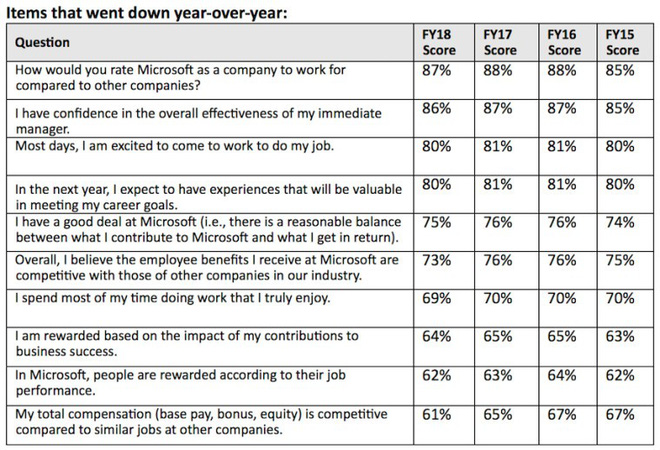 Items that went down year-over-year:
Question FY18 Score FY17 Score FY16 Score FY15 Score
How would you rate Microsoft as a company to work for 87% 88% 88% 85%
compared to other companies?
I have confidence in the overall effectiveness of my immediate 86% 87% 87% 85%
manager.
Most days, I am excited to come to work to do my job. 80% 81% 81% 80%
In the next year, I expect to have experiences that will be valuable 80% 81% 81% 80%
in meeting my career goals.
I have a good deal at Microsoft (i.e., there is a reasonable balance 75% 76% 76% 74%
between what I contribute to Microsoft and what I get in return).
Overall, I believe the employee benefits I receive at Microsoft are 73% 76% 76% 75%
competitive with those of other companies in our industry.
I spend most of my time doing work that I truly enjoy. 69% 70% 70% 70%
I am rewarded based on the impact of my contributions to 64% 65% 65% 63%
business success.
In Microsoft, people are rewarded according to their job 62% 63% 64% 62%
performance.
My total compensation (base pay, bonus, equity) is competitive 61% 65% 67% 67%
compared to similar jobs at other companies.